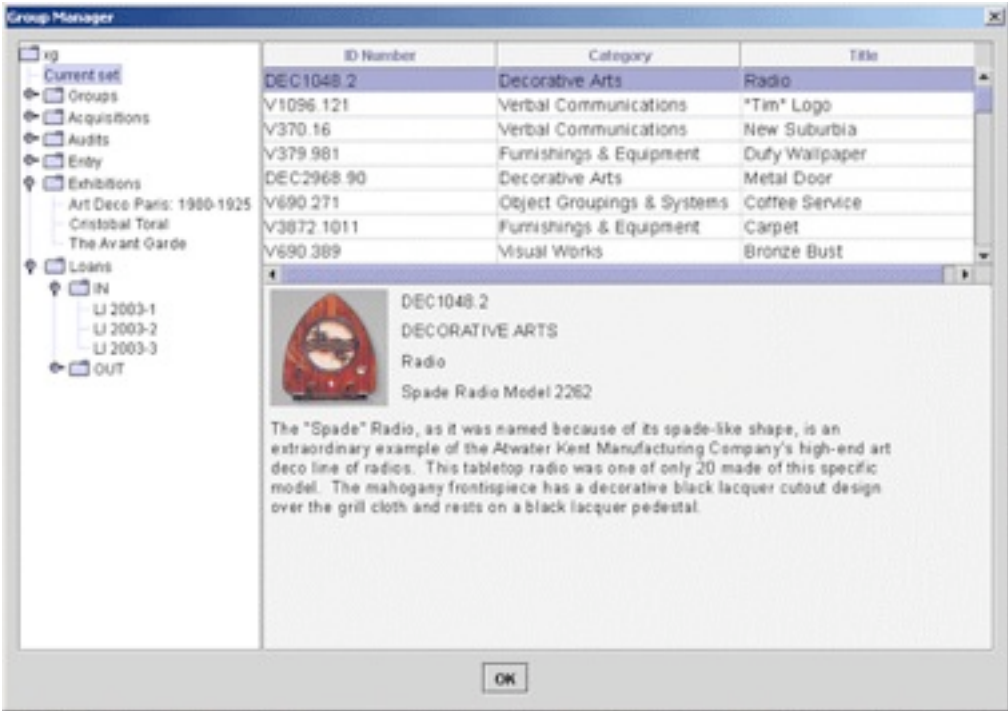 Group Manager
xg
Current set
Groups
Acquisitions
Audits
Entry
Exhibitions
Art Deco Paris: 1980-1925
Cristobal Toral
The Avant Garde
Loans
IN
LI 2003-1
LI 2003-2
LI 2003-3
OUT
ID Number Category Title
DEC1048.2 Decorative Arts Radio
V1096.121 Verbal Communications "Tim" Logo
V370.16 Verbal Communications New Suburbia
V379.981 Furnishings & Equipment Dufy Wallpaper
DEC2968.90 Decorative Arts Metal Door
V690.271 Object Groupings & Systems Coffee Service
V3872.1011 Furnishings & Equipment Carpet
V690.389 Visual Works Bronze Bust
DEC1048.2
DECORATIVE ARTS
Radio
Spade Radio Model 2262
The "Spade" Radio, as it was named because of its spade-like shape, is an
extraordinary example of the Atwater Kent Manufacturing Company's high-end art
deco line of radios. This tabletop radio was one of only 20 made of this specific
model. The mahogany frontispiece has a decorative black lacquer cutout design
over the grill cloth and rests on a black lacquer pedestal.
OK